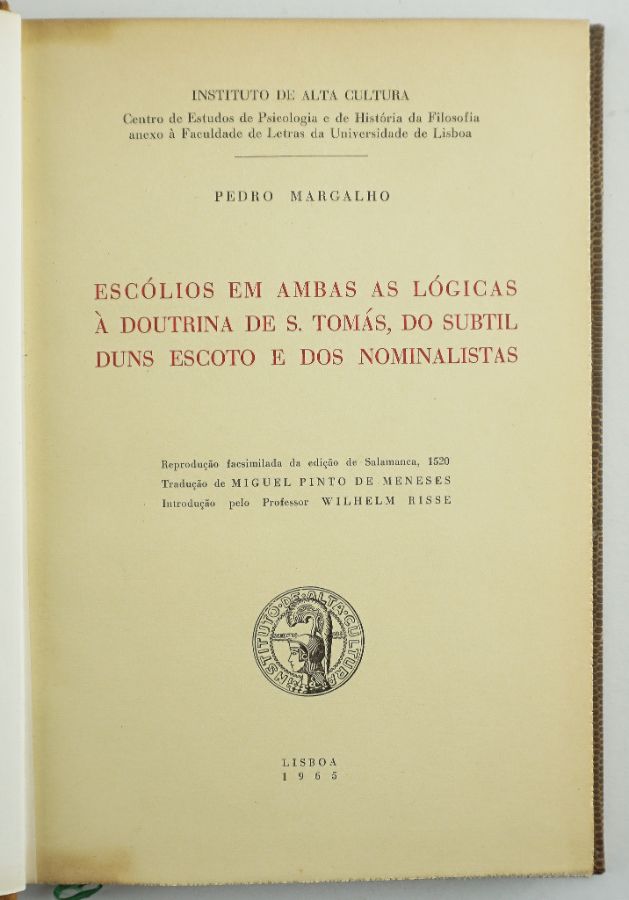 INSTITUTO DE ALTA CULTURA
Centro de Estudos de Psicologia e de História da Filosofia
anexo à Faculdade de Letras da Universidade de Lisboa
PEDRO MARGALHO
ESCÓLIOS EM AMBAS AS LÓGICAS
À DOUTRINA DE S. TOMÁS, DO SUBTIL
DUNS ESCOTO E DOS NOMINALISTAS
Reprodução facsimilada da edição de Salamanca, 1520
Tradução de MIGUEL PINTO DE MENESES
Introdução pelo Professor WILHELM RISSE
INSTITUTO·DE·ALTA·CULTURA
LISBOA
1965